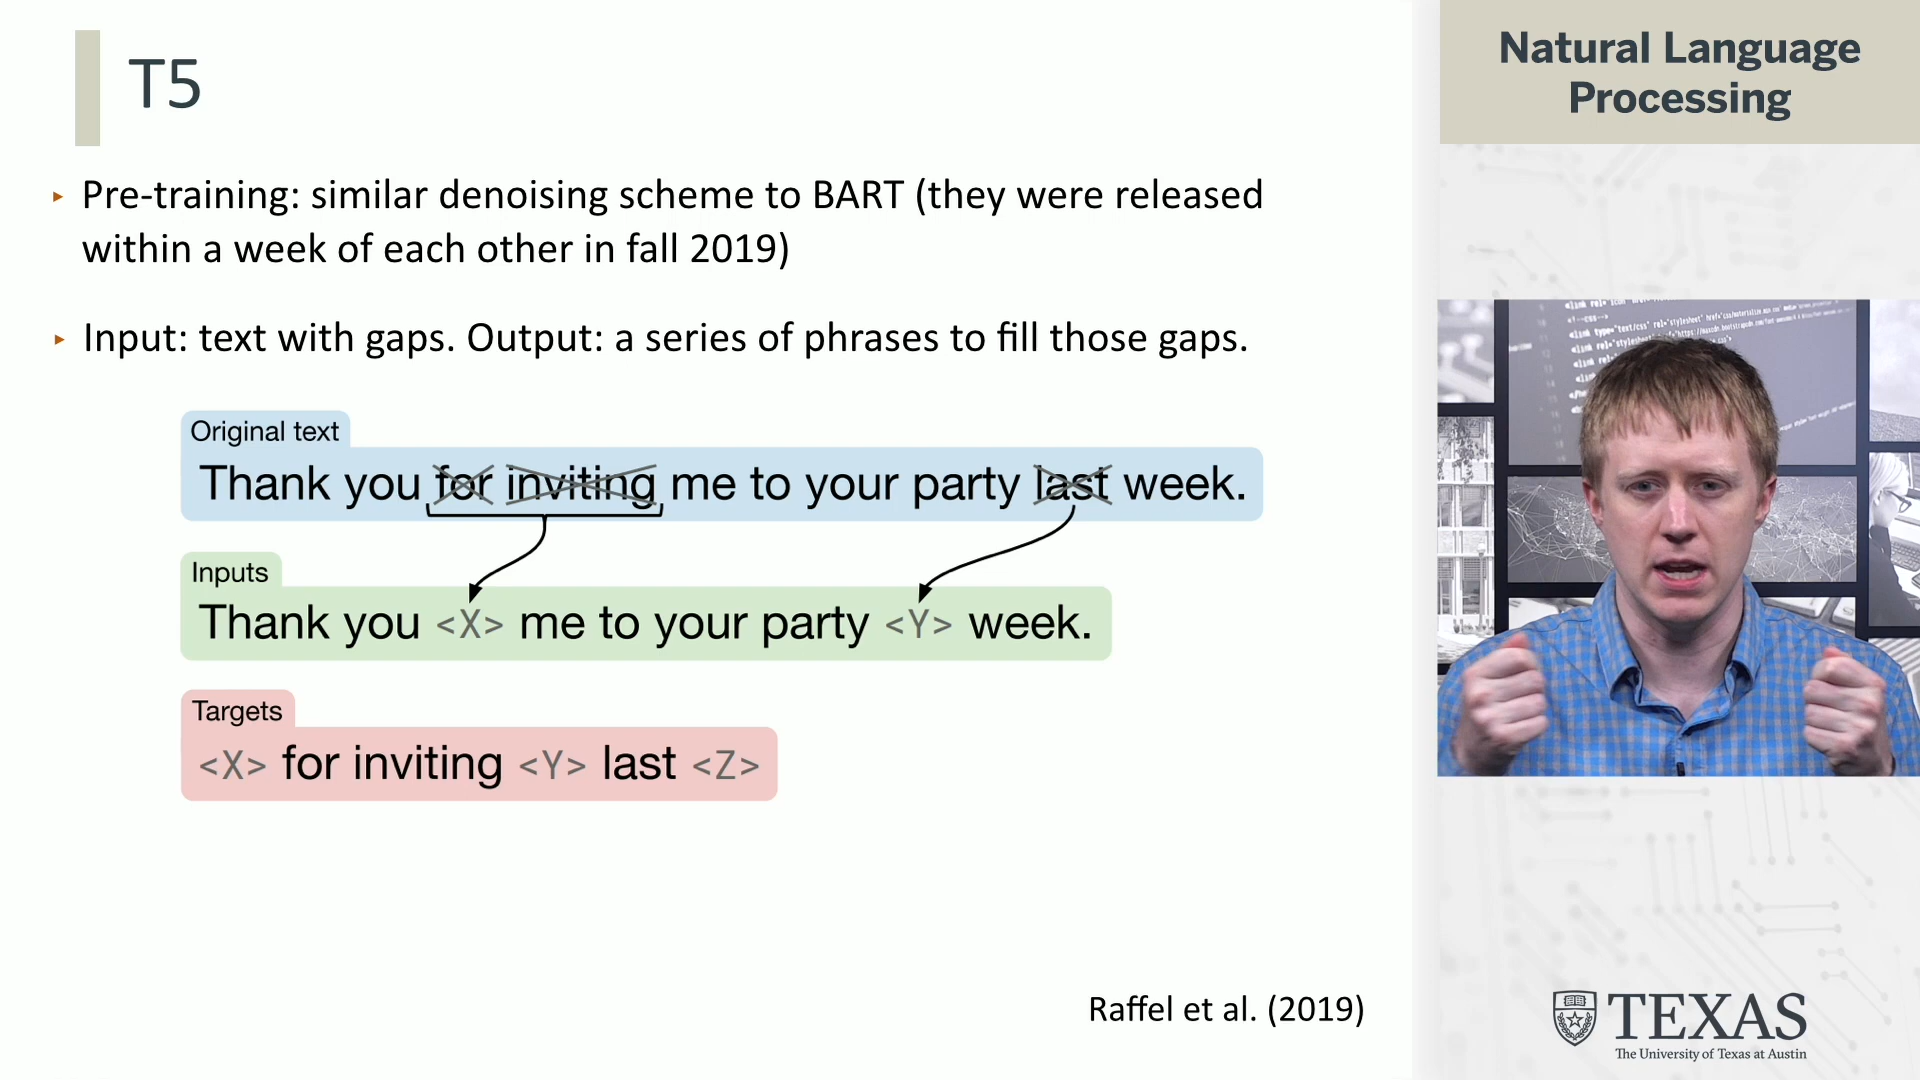 T5
▸ Pre-training: similar denoising scheme to BART (they were released
within a week of each other in fall 2019)
▸ Input: text with gaps. Output: a series of phrases to fill those gaps.
Original text
Thank you for inviting me to your party last week.
Inputs
Thank you <X> me to your party <Y> week.
Targets
<X> for inviting <Y> last <Z>
Raffel et al. (2019)
Natural Language
Processing
TEXAS
The University of Texas at Austin